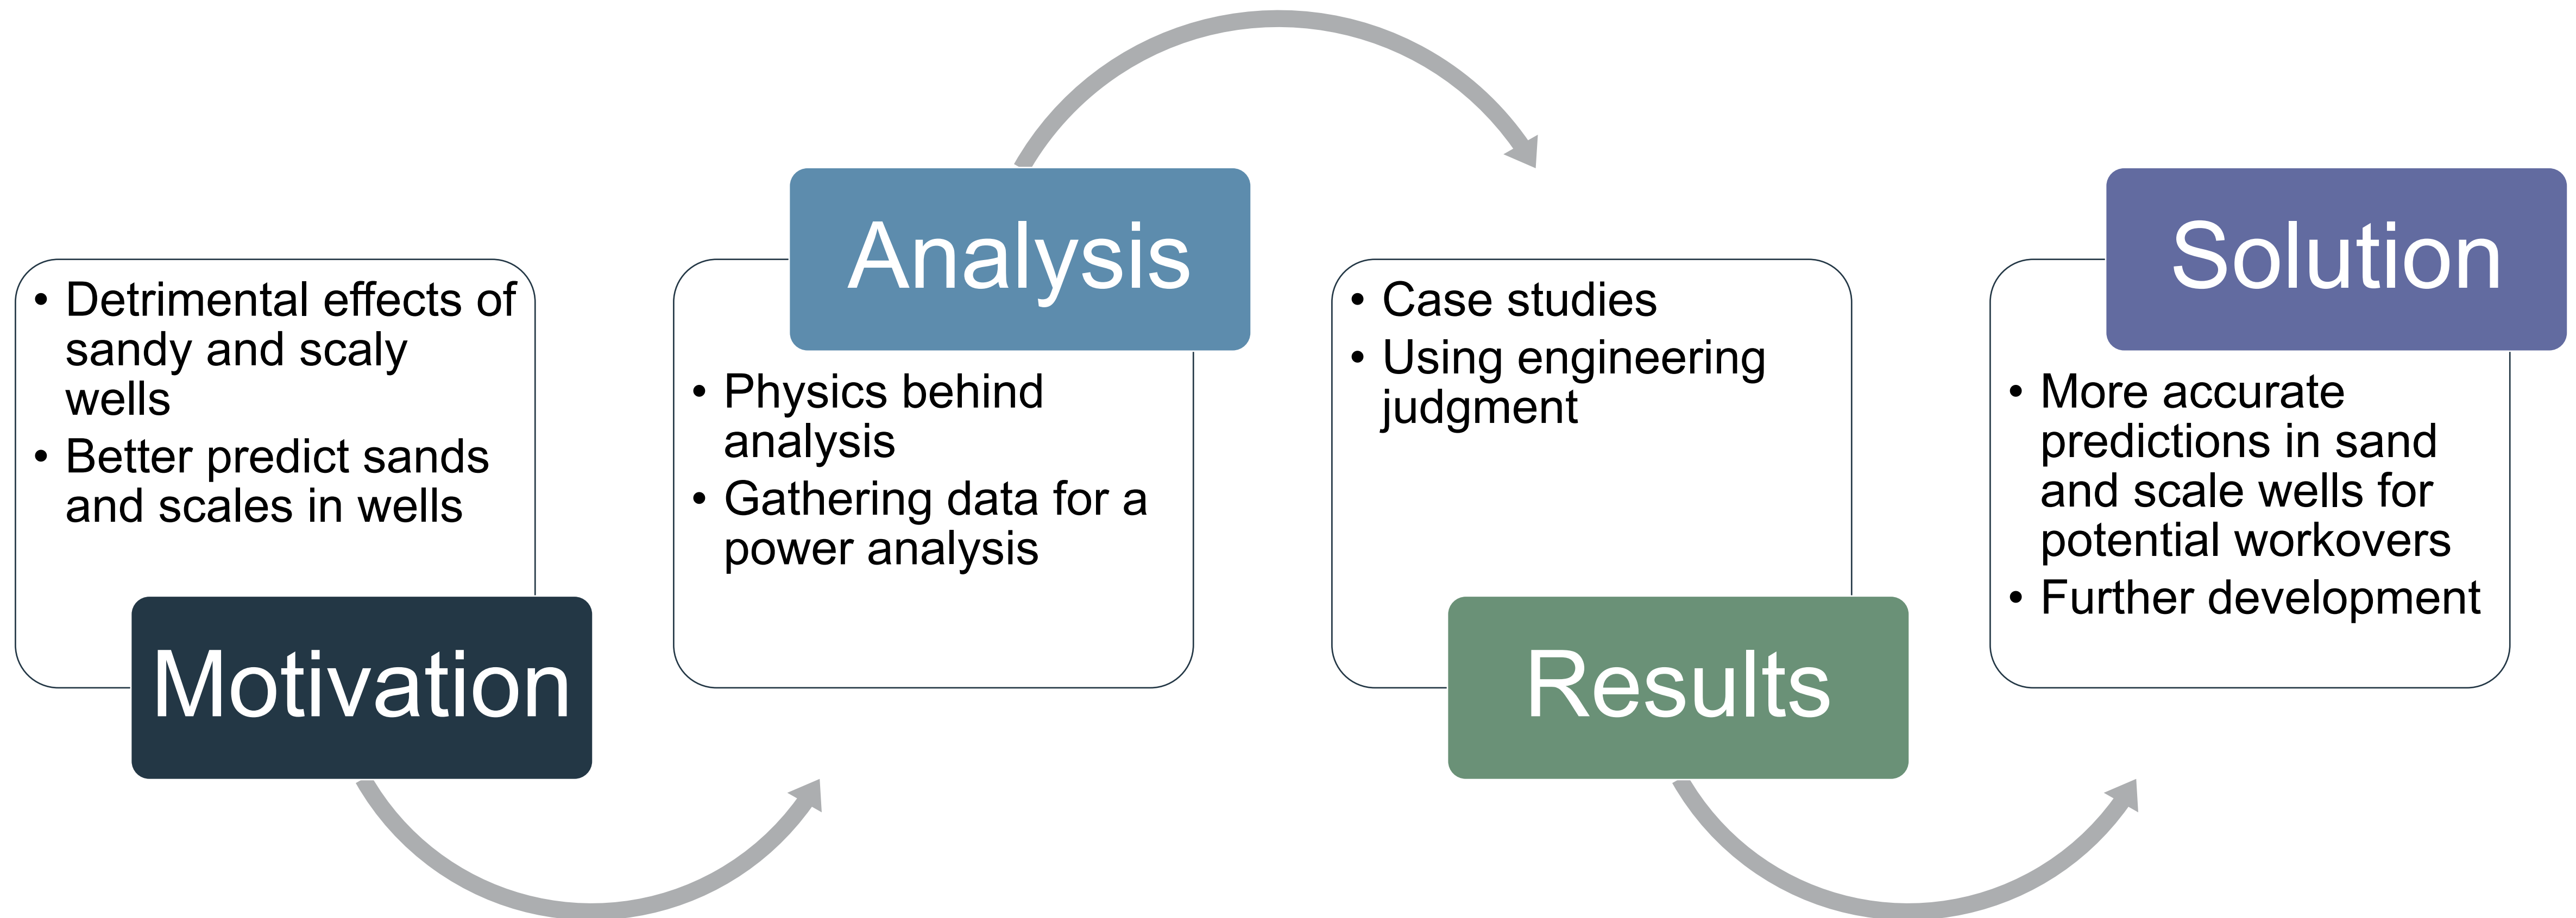 • Detrimental effects of
sandy and scaly
wells
• Better predict sands
and scales in wells
Motivation
Analysis
• Physics behind
analysis
• Gathering data for a
power analysis
• Case studies
• Using engineering
judgment
Results
Solution
• More accurate
predictions in sand
and scale wells for
potential workovers
• Further development